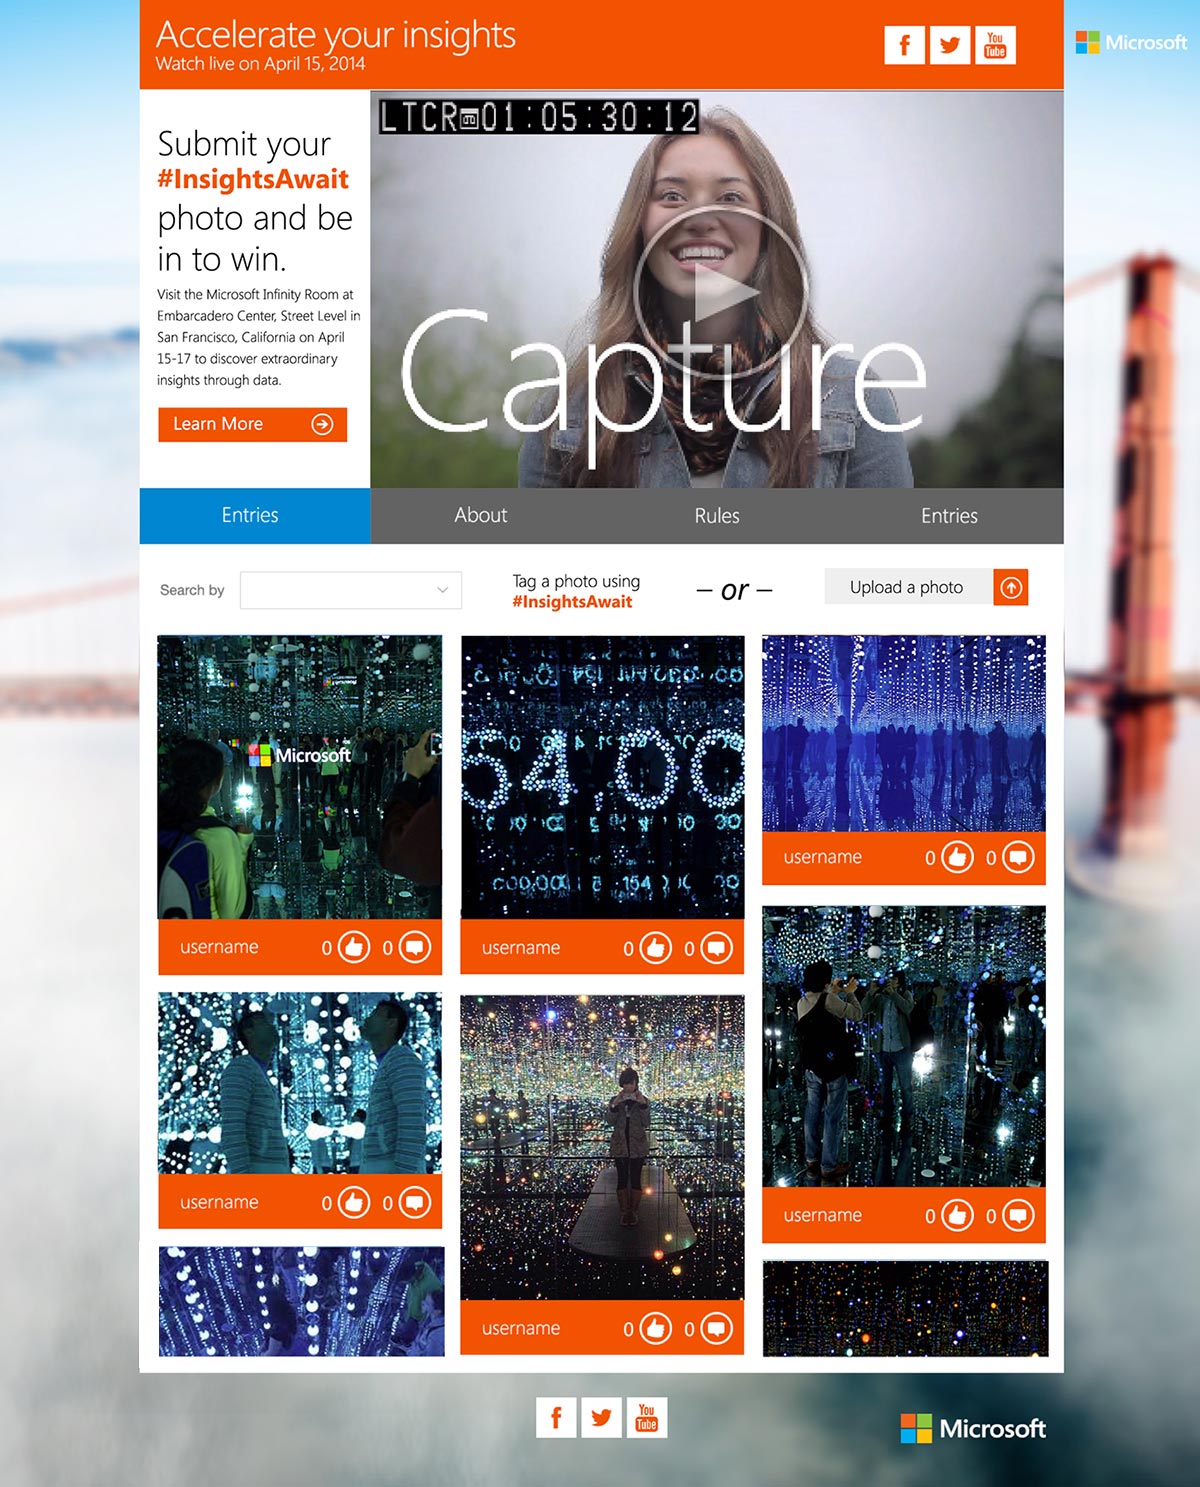 Accelerate your insights
Watch live on April 15, 2014
f
You
Tube
Microsoft
Submit your
#InsightsAwait
photo and be
in to win.
Visit the Microsoft Infinity Room at
Embarcadero Center, Street Level in
San Francisco, California on April
15-17 to discover extraordinary
insights through data.
Learn More
LTCR 01:05:30:12
Capture
Entries
About
Rules
Entries
Search by
Tag a photo using
#InsightsAwait
– or –
Upload a photo
Microsoft
54,00
username 0 0
username 0 0
username 0 0
username 0 0
username 0 0
username 0 0
f
You
Tube
Microsoft